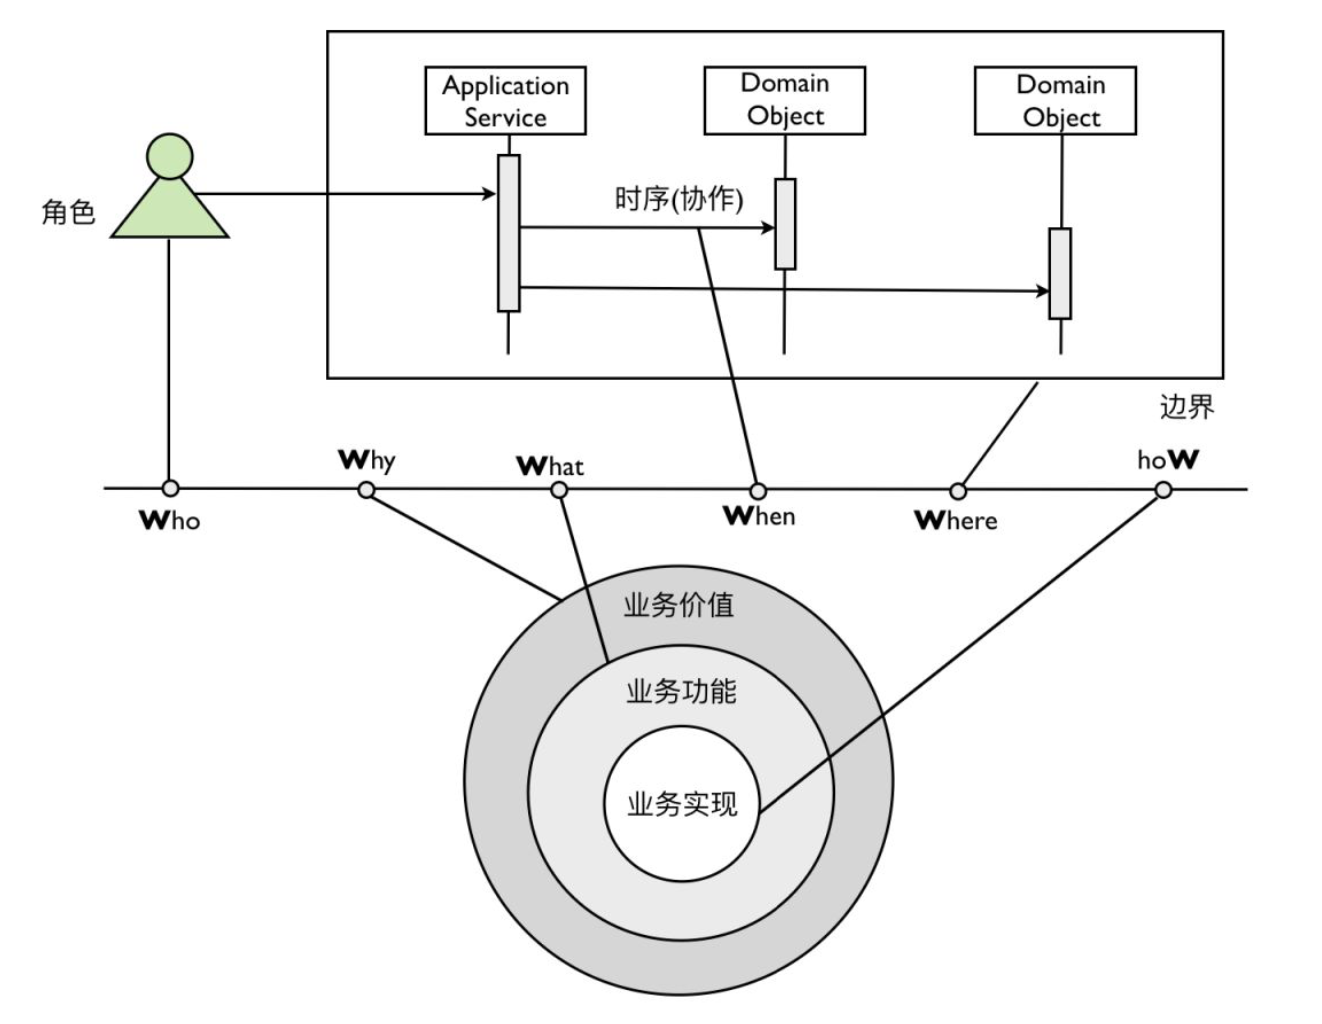 Application
Service
Domain
Object
Domain
Object
时序(协作)
角色
边界
Why
What
hoW
Who
When
Where
业务价值
业务功能
业务实现